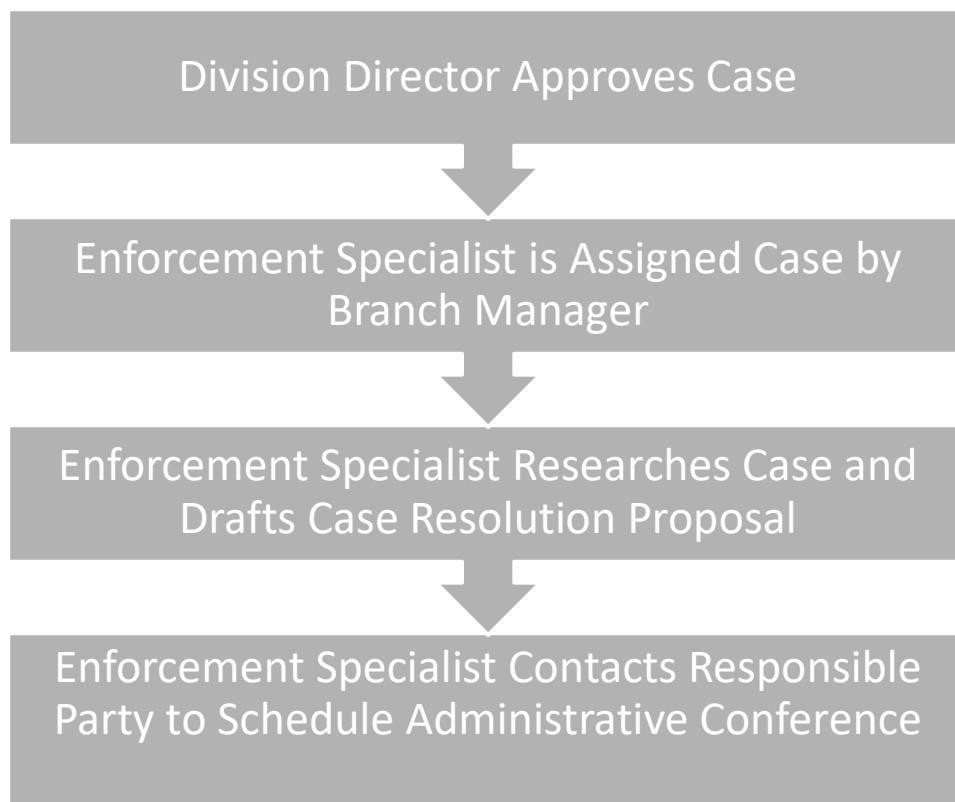 Division Director Approves Case
Enforcement Specialist is Assigned Case by
Branch Manager
Enforcement Specialist Researches Case and
Drafts Case Resolution Proposal
Enforcement Specialist Contacts Responsible
Party to Schedule Administrative Conference